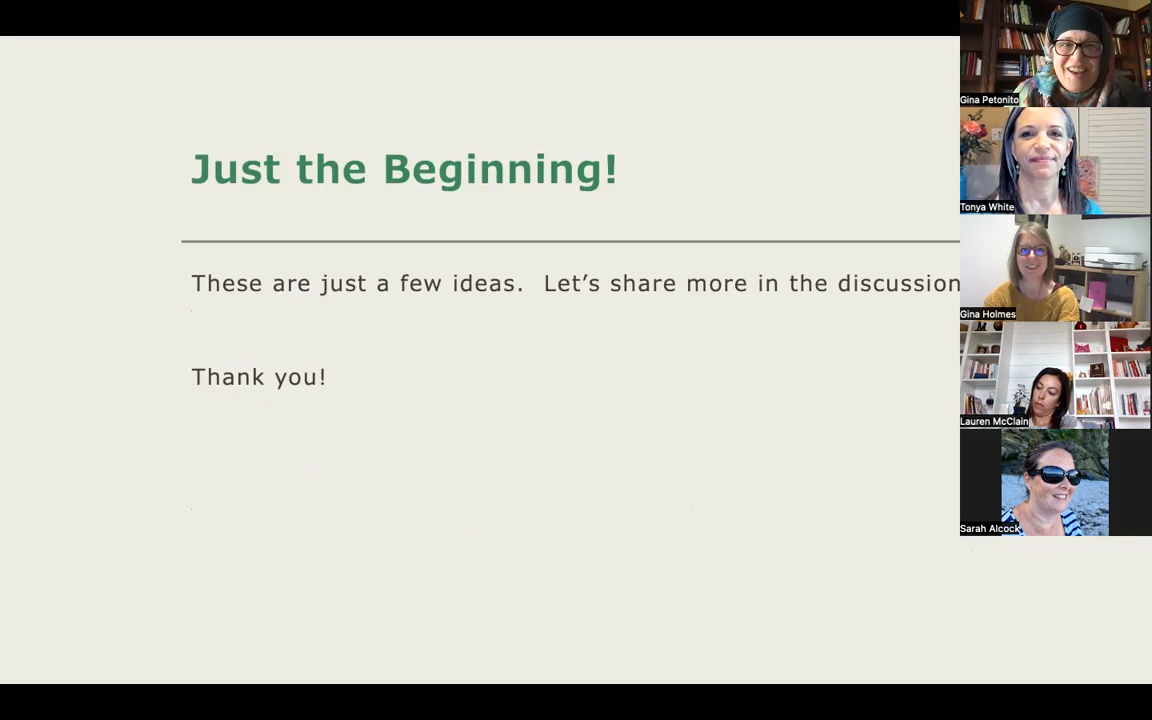 Just the Beginning!
These are just a few ideas.  Let’s share more in the discussion
Thank you!
Gina Petonito
Tonya White
Gina Holmes
Lauren McClain
Sarah Alcock